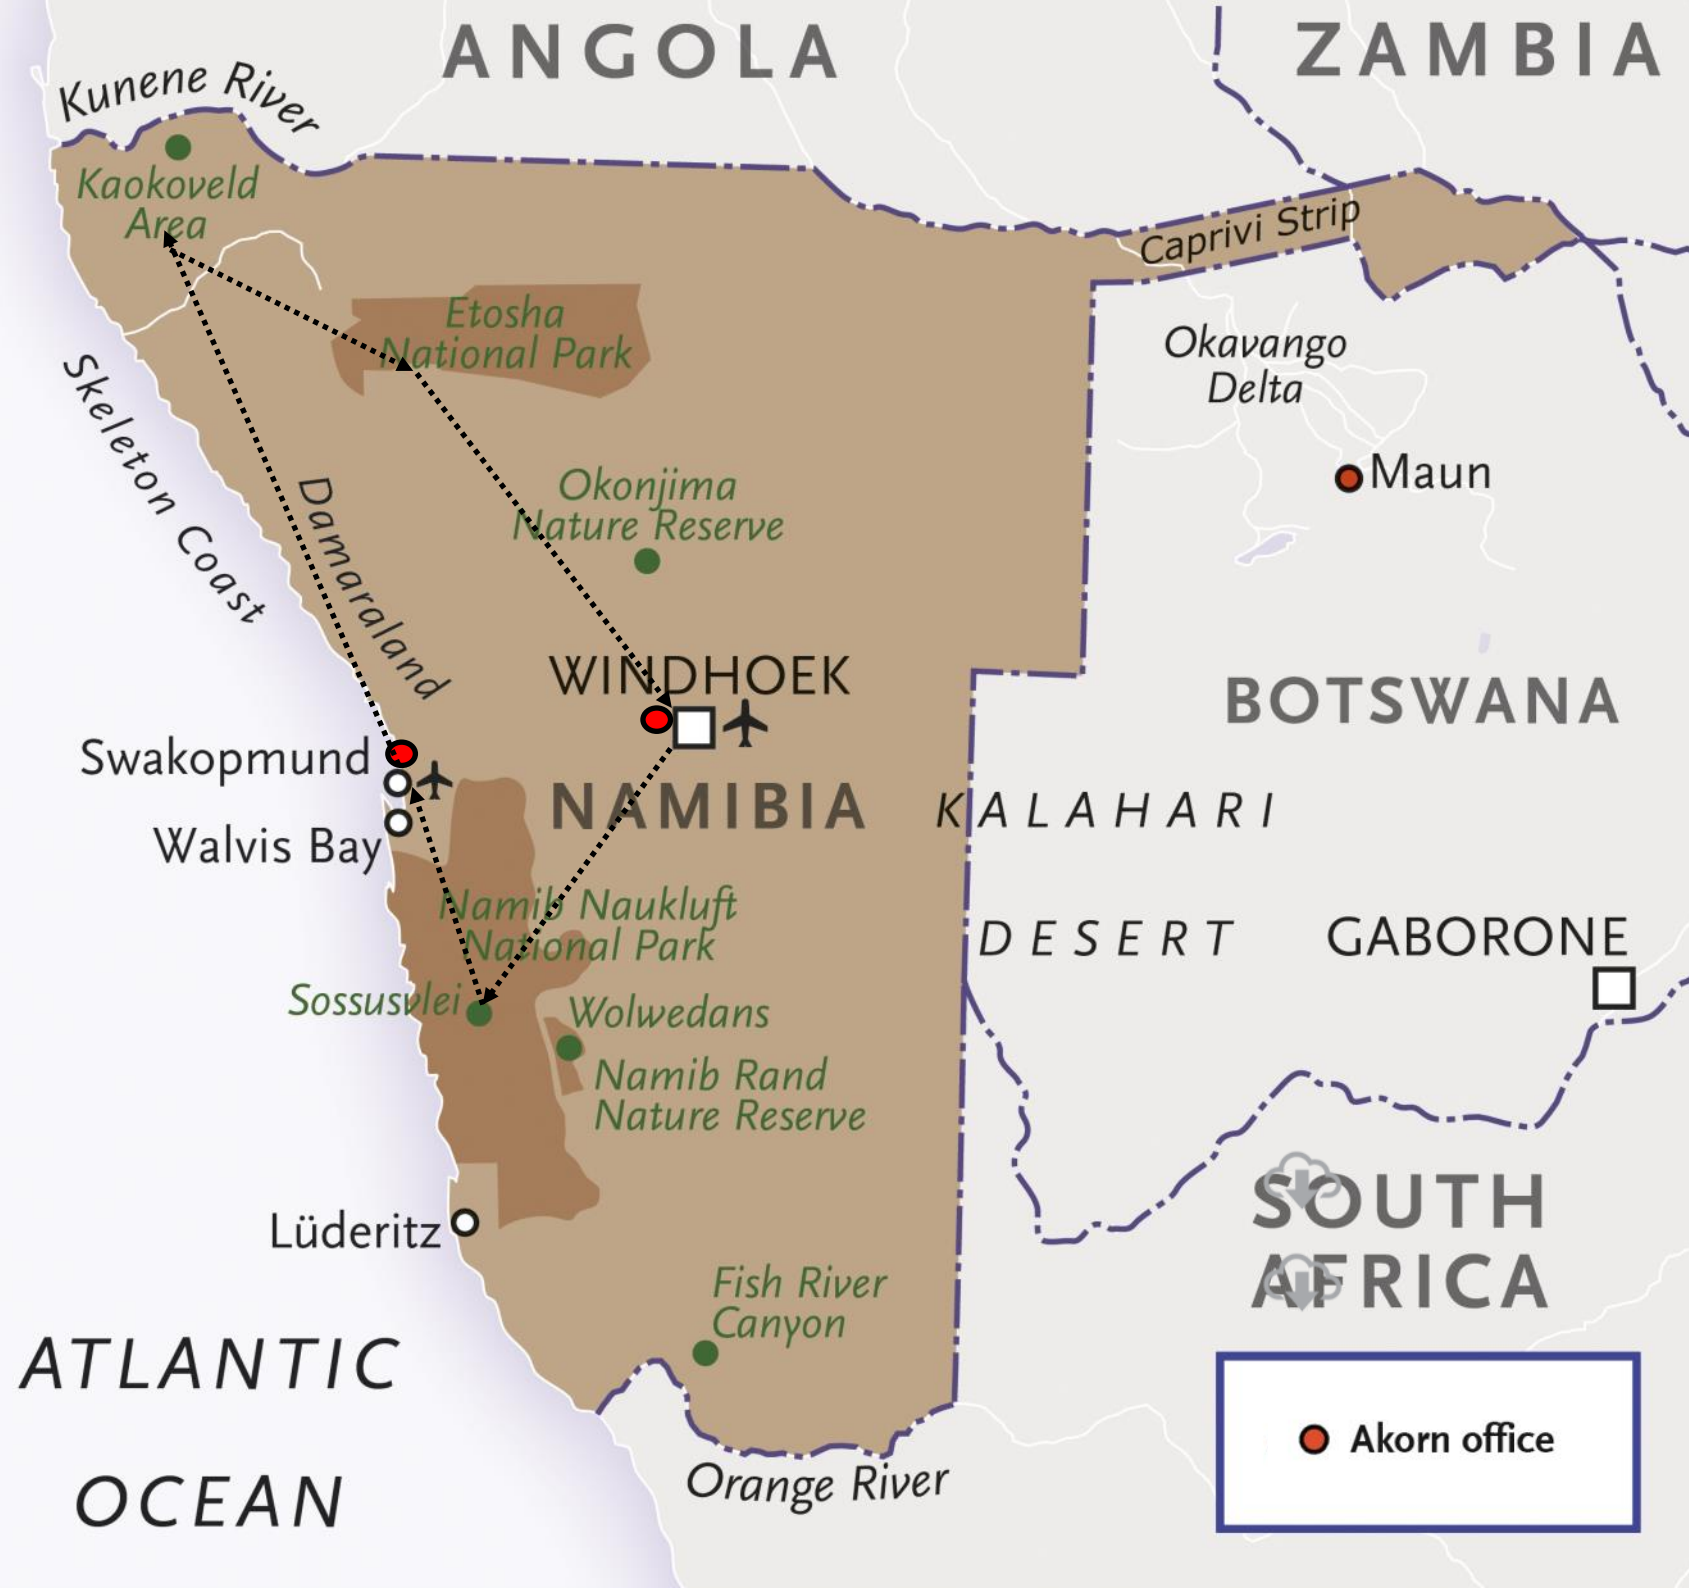 ANGOLA
ZAMBIA
Kunene River
Kaokoveld
Area
Caprivi Strip
Etosha
National Park
Okavango
Delta
Skeleton Coast
Damaraland
Okonjima
Nature Reserve
Maun
WINDHOEK
BOTSWANA
Swakopmund
NAMIBIA
KALAHARI
Walvis Bay
Namib Naukluft
National Park
DESERT
GABORONE
Sossusvlei
Wolwedans
Namib Rand
Nature Reserve
SOUTH
AFRICA
Lüderitz
Fish River
Canyon
ATLANTIC
OCEAN
Orange River
Akorn office